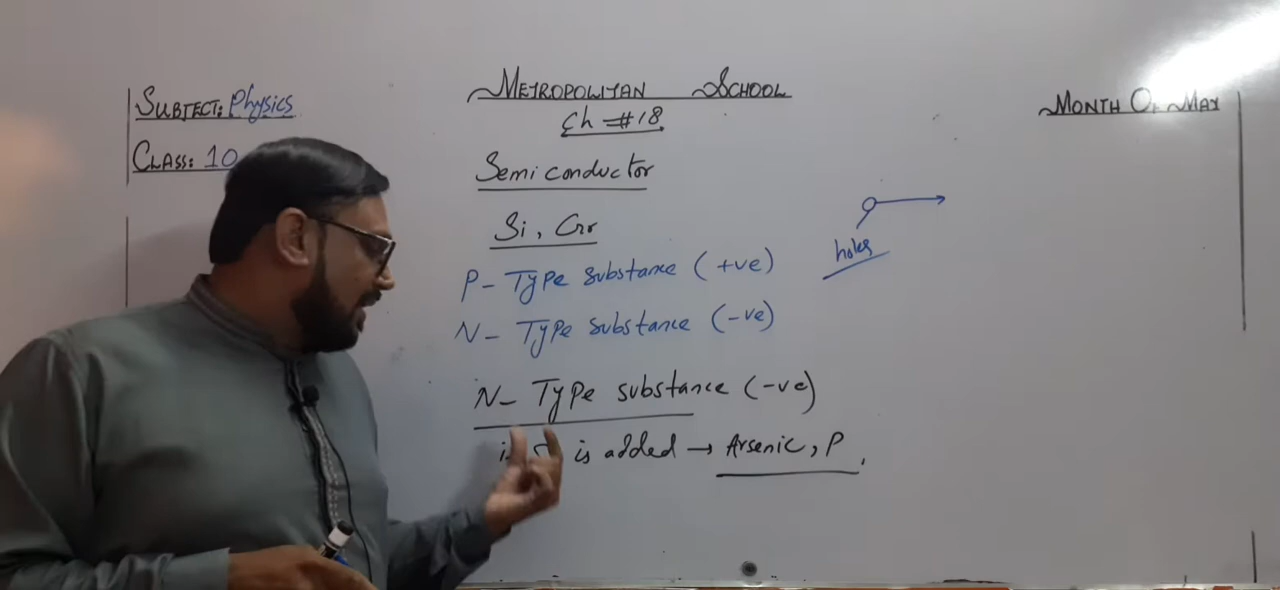 METROPOLITAN SCHOOL
SUBJECT: Physics
MONTH OF MAY
Ch #18
CLASS: 10
Semiconductor
Si, Ge
holes
P- Type substance (+ve)
N- Type substance (-ve)
N- Type substance (-ve)
is added → Arsenic, P.